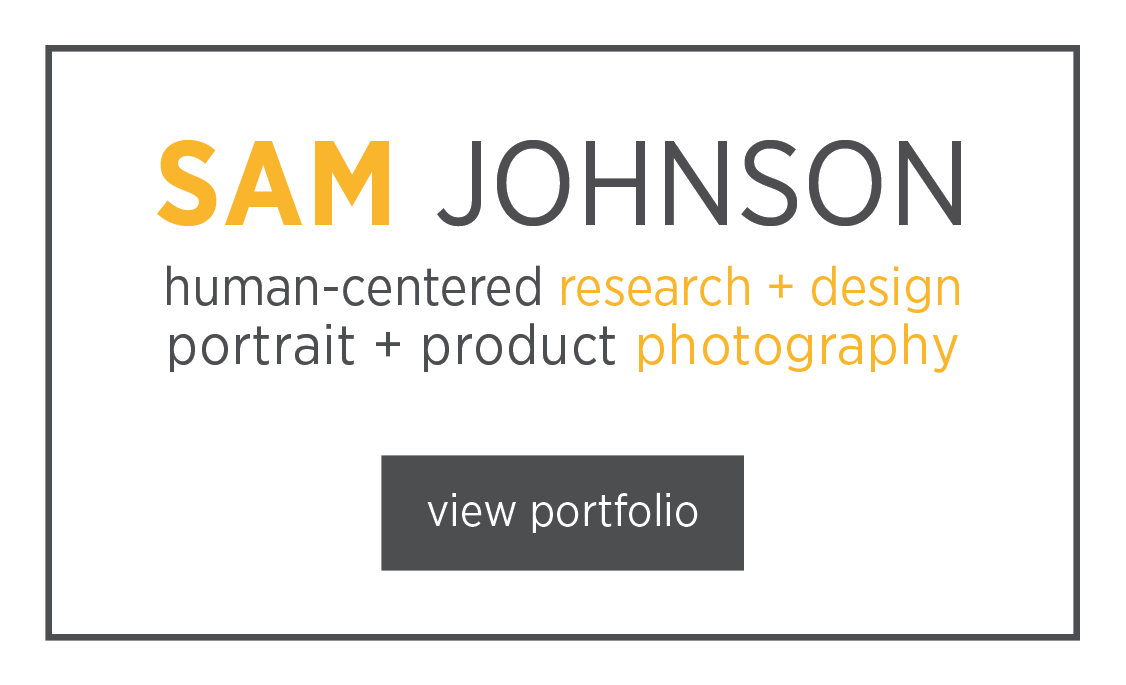 SAM JOHNSON
human-centered research + design
portrait + product photography
view portfolio